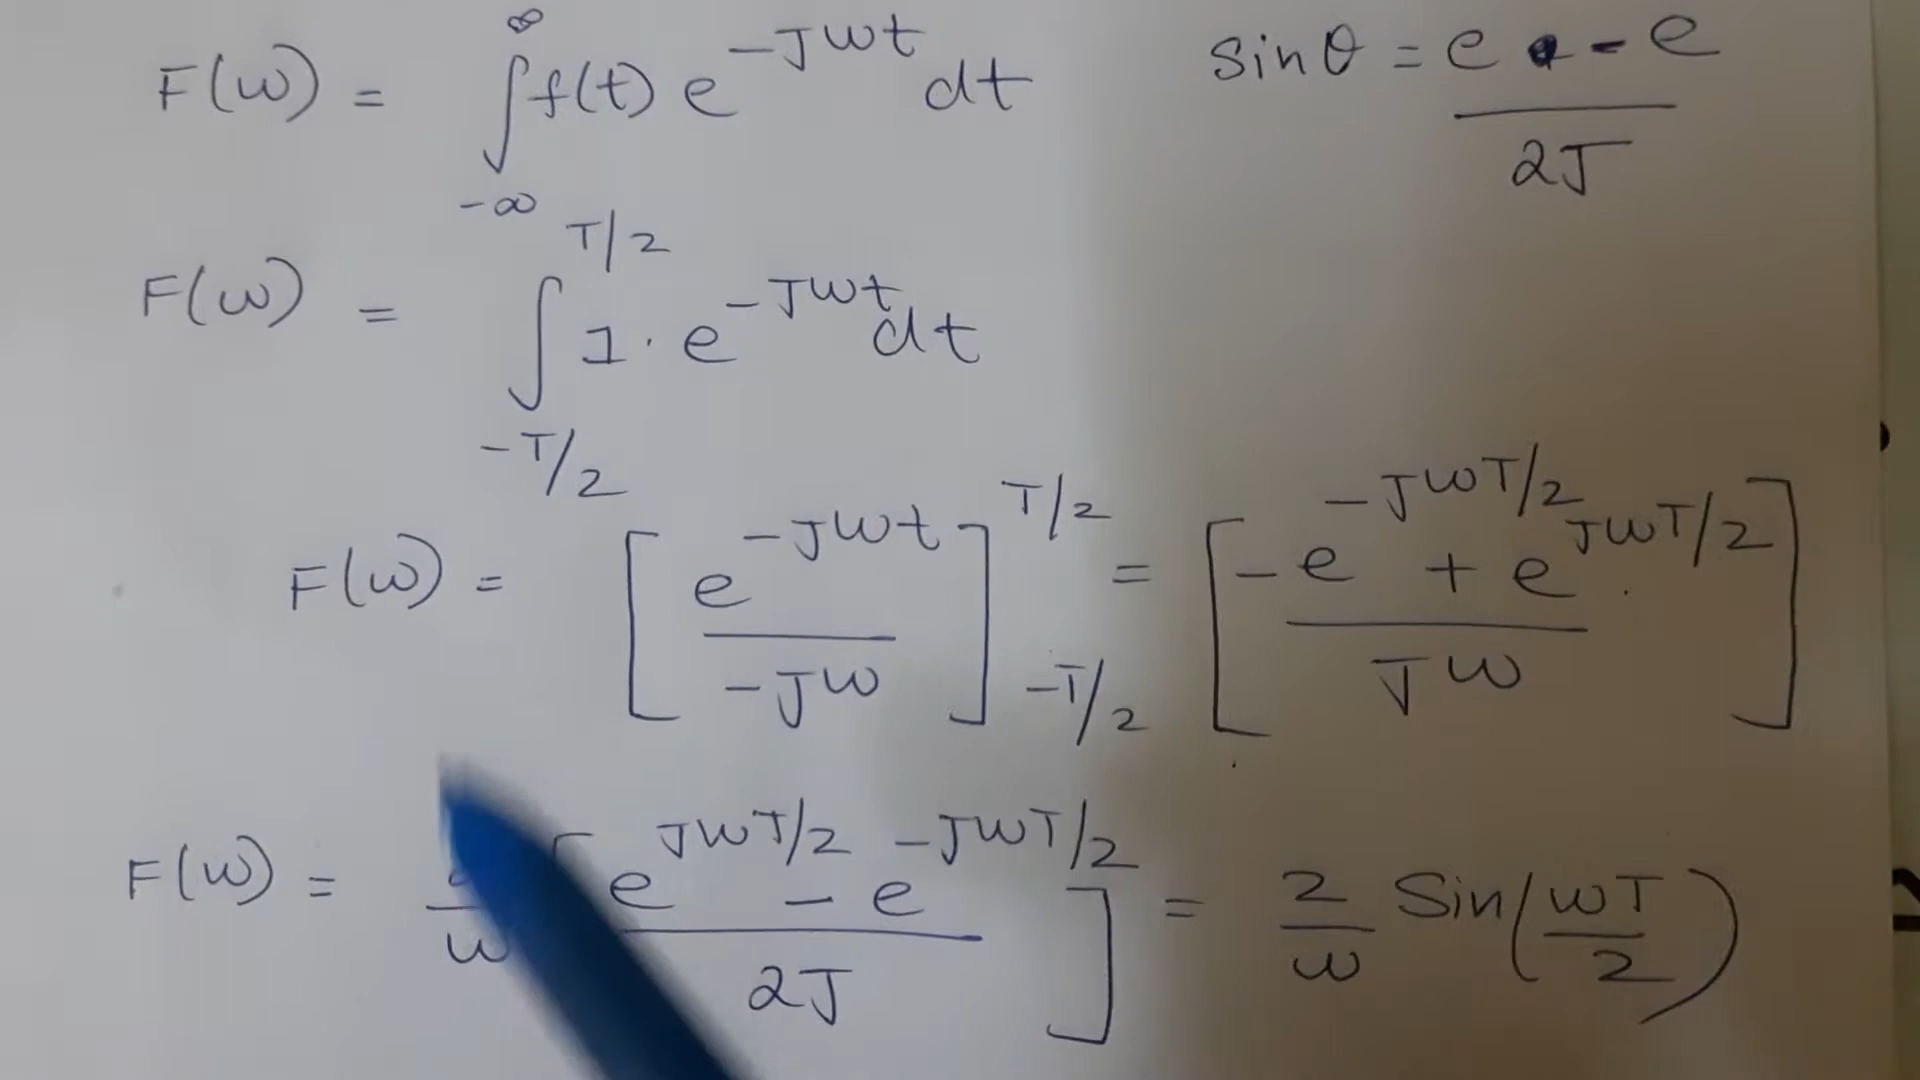 F(ω) = ∫_{-∞}^{∞} f(t) e^{-Jωt} dt
sinθ = (e - e) / 2J
F(ω) = ∫_{-T/2}^{T/2} 1 · e^{-Jωt} dt
F(ω) = [e^{-Jωt} / -Jω]_{-T/2}^{T/2} = [(-e^{-JωT/2} + e^{JωT/2}) / Jω]
F(ω) = /ω [(e^{JωT/2} - e^{-JωT/2}) / 2J] = 2/ω Sin(ωT/2)